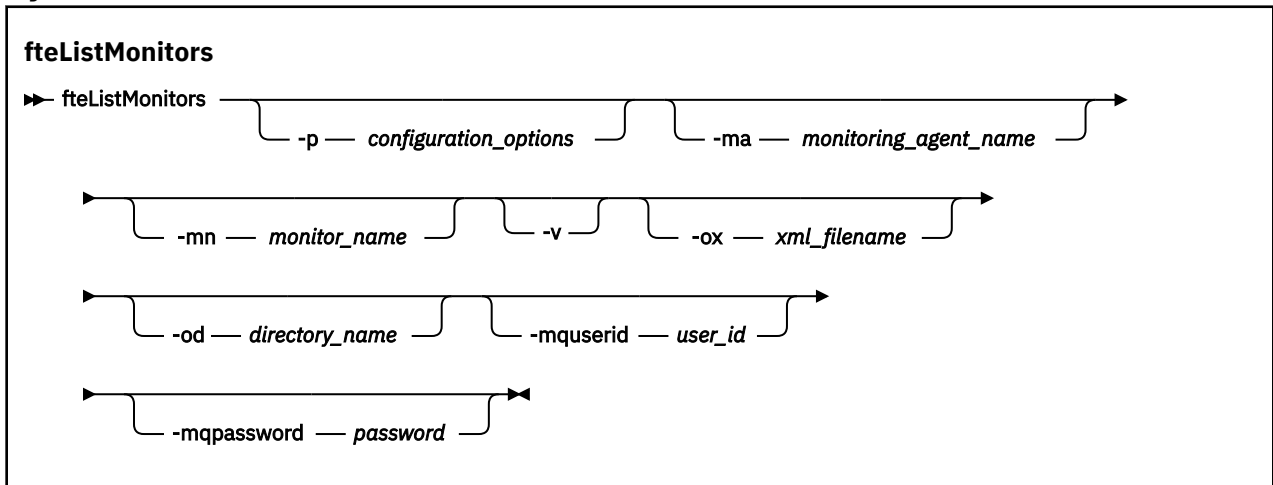 fteListMonitors
fteListMonitors
-p configuration_options -ma monitoring_agent_name
-mn monitor_name -v -ox xml_filename
-od directory_name -mquserid user_id
-mqpassword password